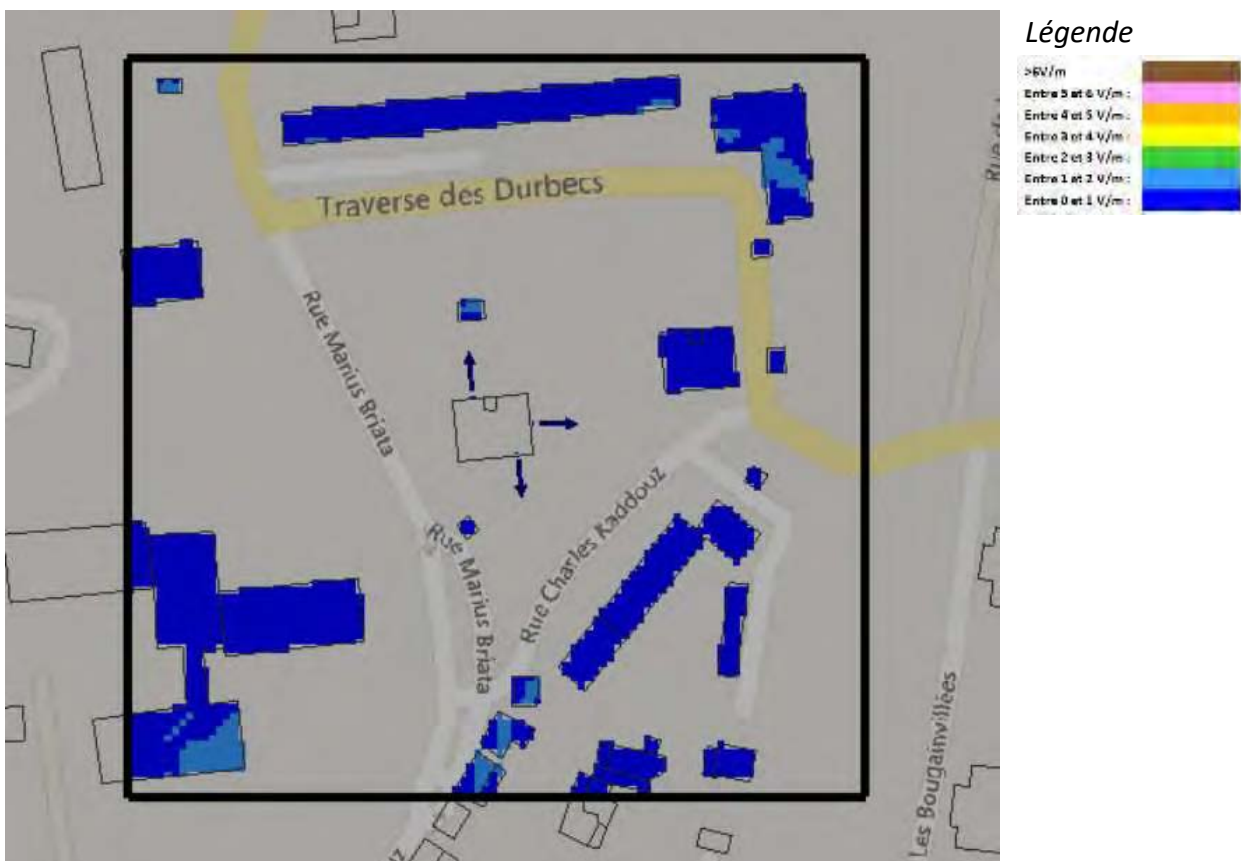 Légende
>6V/m
Entre 5 et 6 V/m :
Entre 4 et 5 V/m :
Entre 3 et 4 V/m :
Entre 2 et 3 V/m :
Entre 1 et 2 V/m :
Entre 0 et 1 V/m :
Traverse des Durbecs
Rue Marius Briata
Rue Marius Briata
Rue Charles Kaddouz
Les Bougainvillées